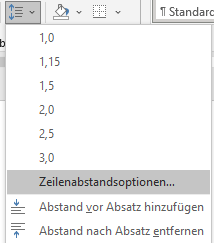 ¶ Standard
1,0
1,15
1,5
2,0
2,5
3,0
Zeilenabstandsoptionen...
Abstand vor Absatz hinzufügen
Abstand nach Absatz entfernen